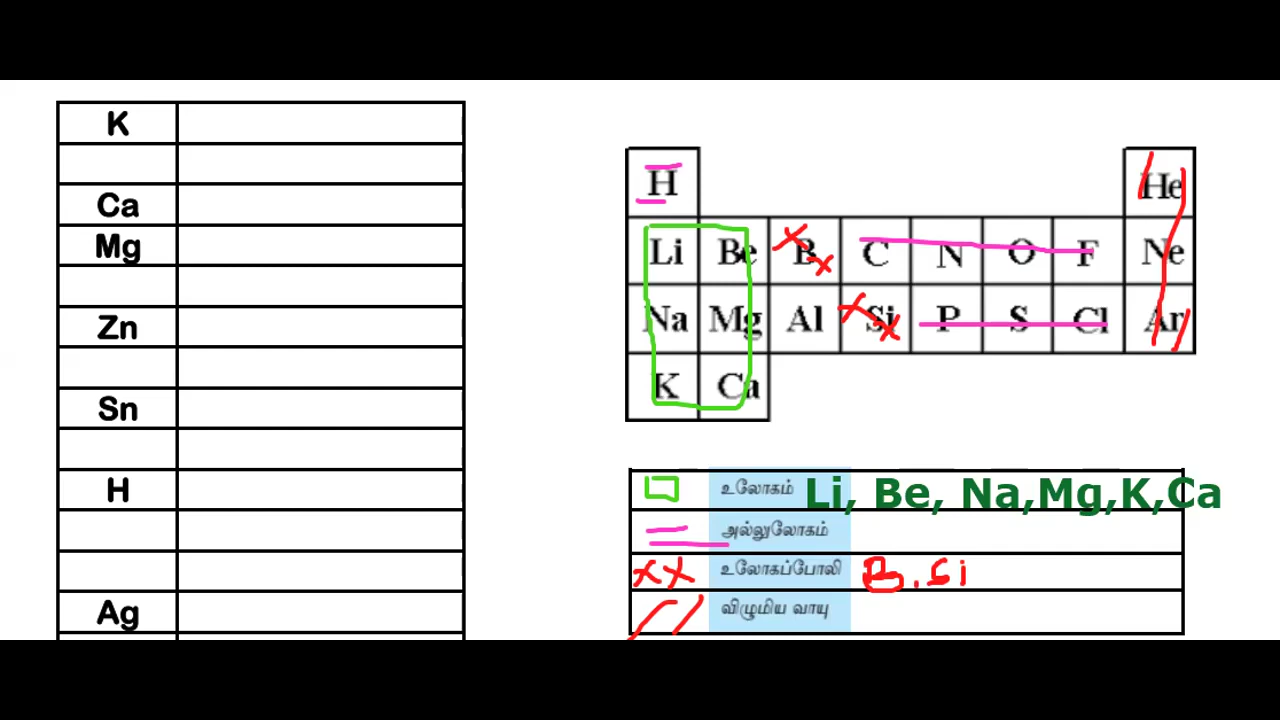 K
Ca
Mg
Zn
Sn
H
Ag
H He
Li Be B C N O F Ne
Na Mg Al Si P S Cl Ar
K Ca
உலோகம் Li, Be, Na,Mg,K,Ca
அல்லுலோகம்
xx உலோகப்போலி B, Si
விழுமிய வாயு